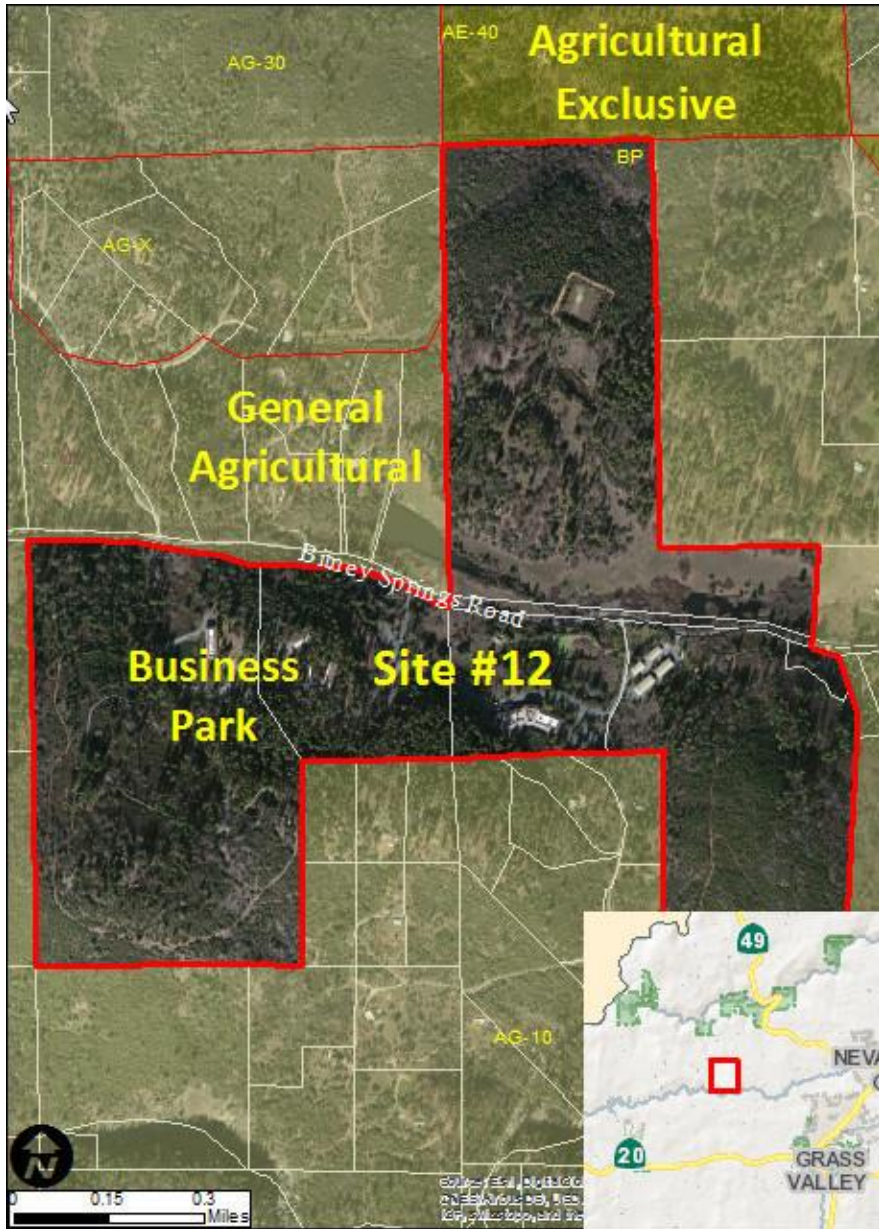 AG-30
AE-40
Agricultural
Exclusive
BP
AG-X
General
Agricultural
Bitney Springs Road
Business
Park
Site #12
AG-10
49
NEVA
20
GRASS
VALLEY
N
0 0.15 0.3
Miles